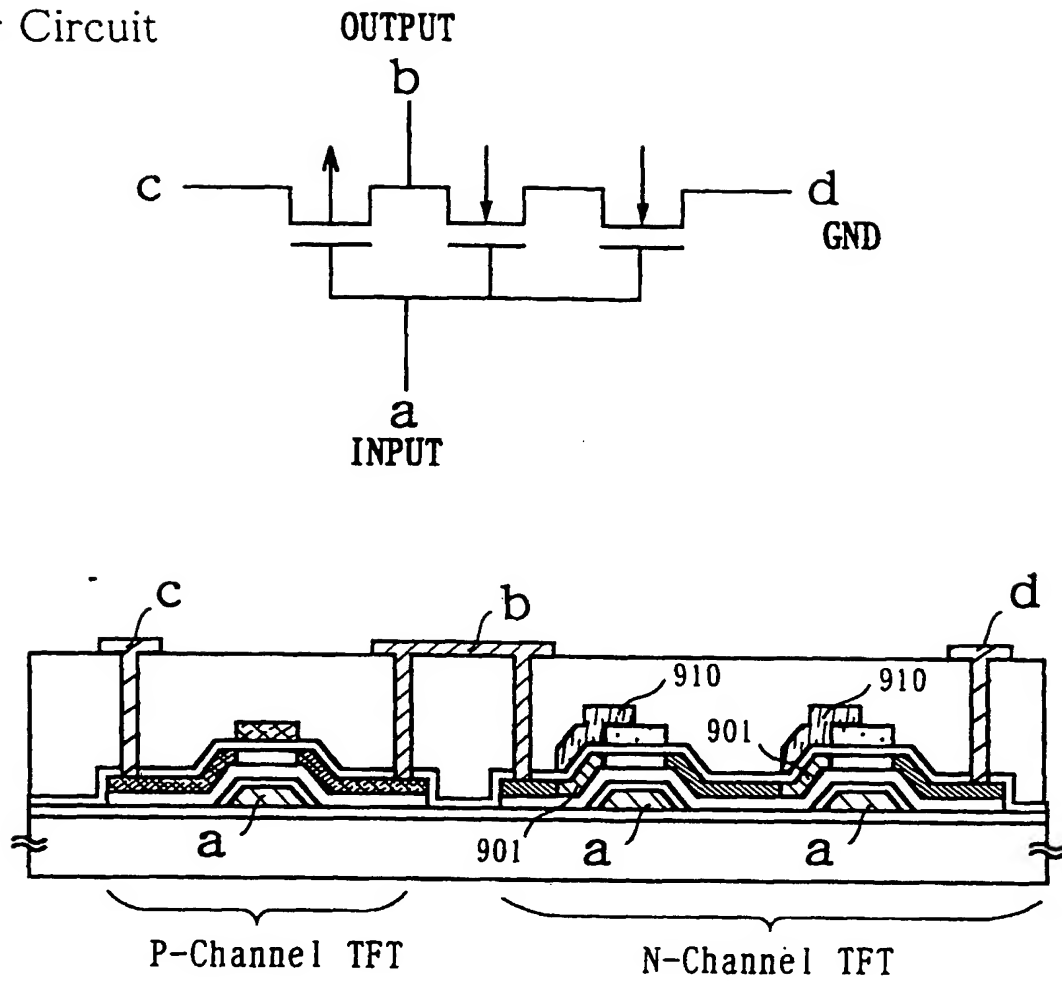 Circuit
OUTPUT
b
c
d
GND
a
INPUT
c
b
d
910
910
901
a
901
a
a
P-Channel TFT
N-Channel TFT